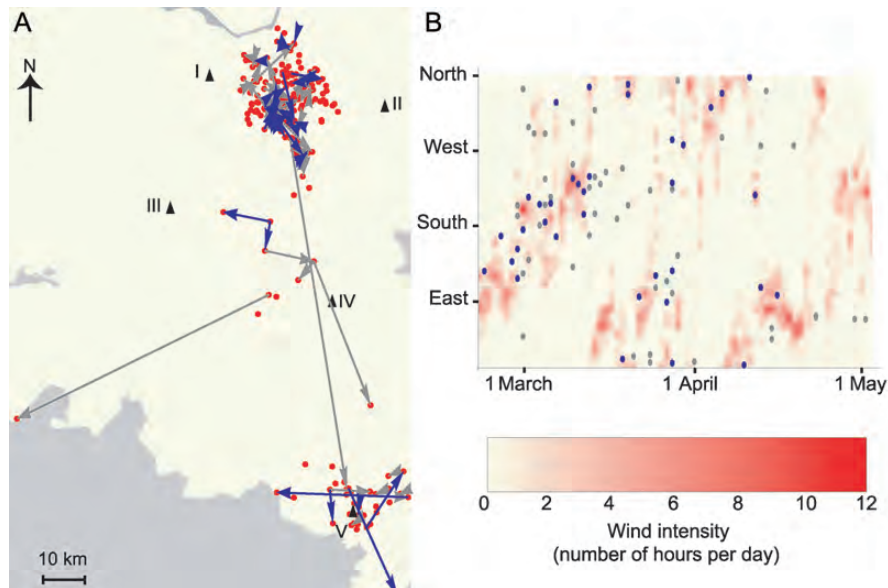 A
N
I
II
III
IV
V
10 km
B
North
West
South
East
1 March
1 April
1 May
0 2 4 6 8 10 12
Wind intensity
(number of hours per day)